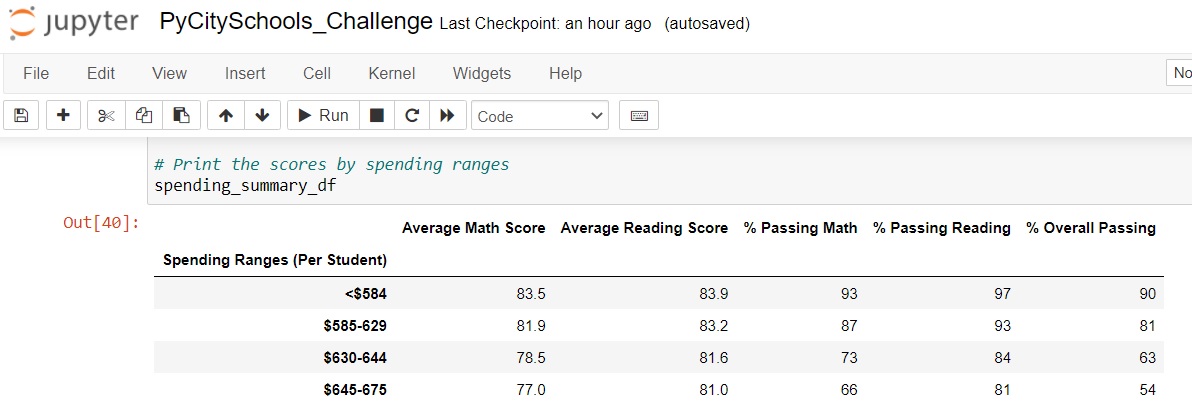 jupyter PyCitySchools_Challenge Last Checkpoint: an hour ago (autosaved)
File Edit View Insert Cell Kernel Widgets Help No
Run Code
# Print the scores by spending ranges
spending_summary_df
Out[40]:
Average Math Score Average Reading Score % Passing Math % Passing Reading % Overall Passing
Spending Ranges (Per Student)
<$584 83.5 83.9 93 97 90
$585-629 81.9 83.2 87 93 81
$630-644 78.5 81.6 73 84 63
$645-675 77.0 81.0 66 81 54